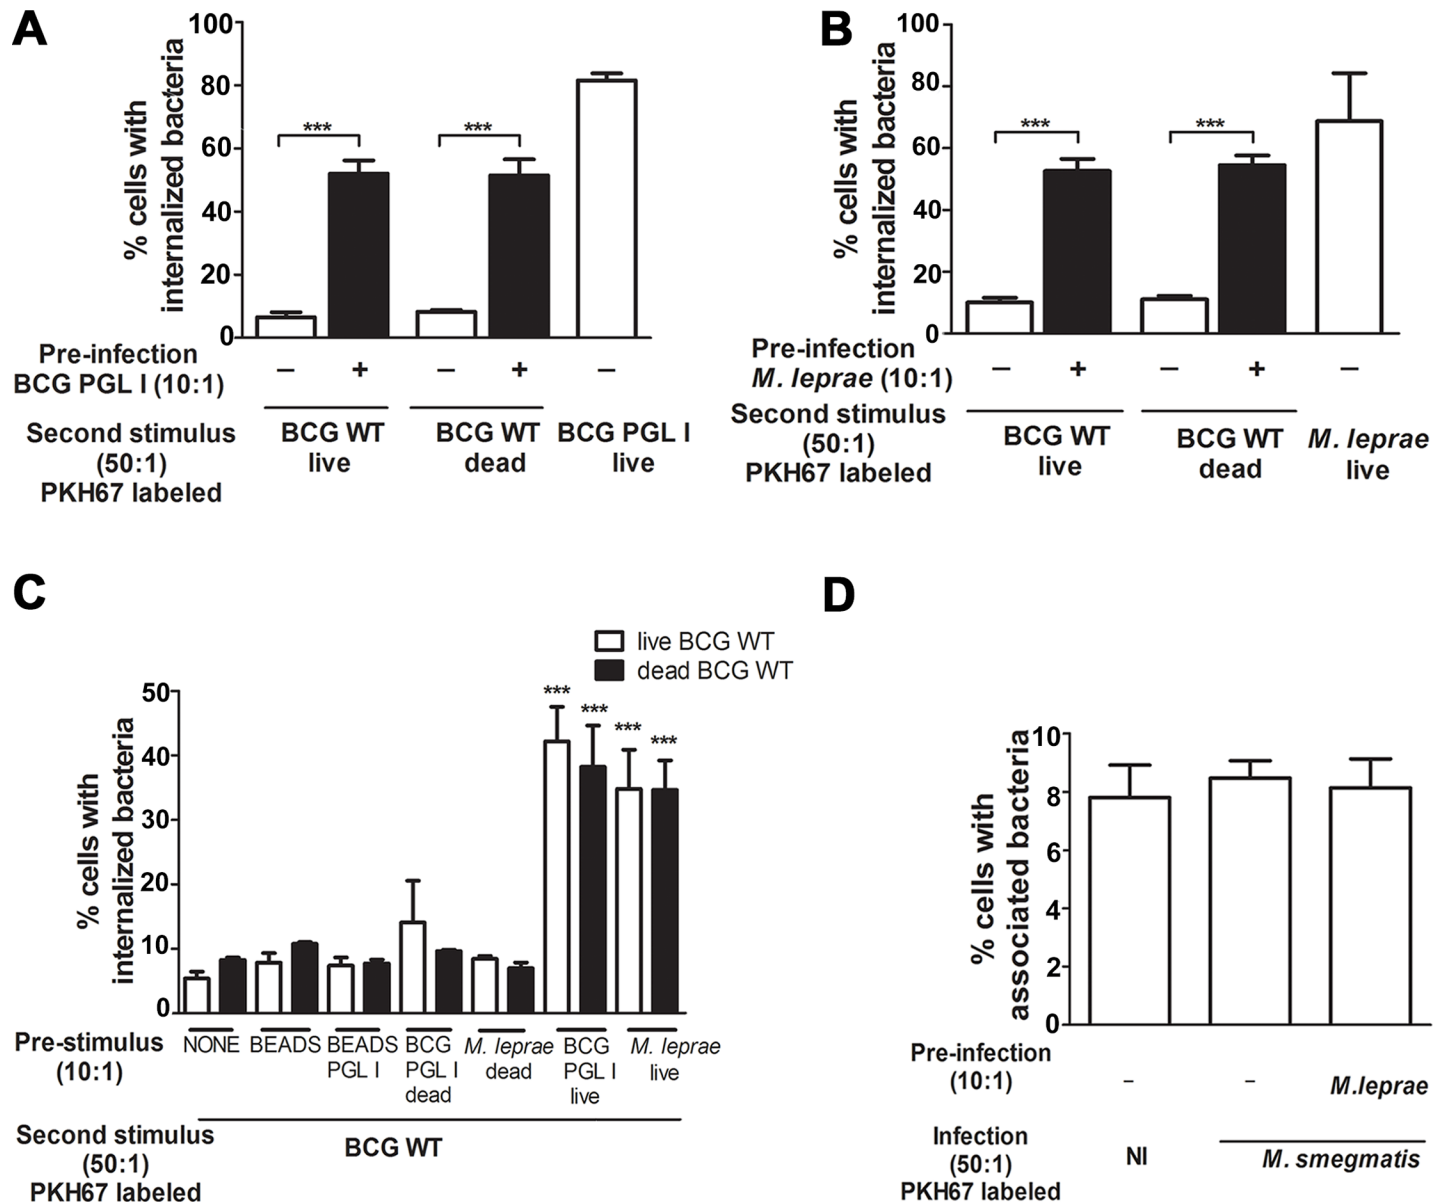 A
100
80
60
40
20
0
% cells with
internalized bacteria
***
***
Pre-infection
BCG PGL I (10:1)
– + – + –
Second stimulus
(50:1)
PKH67 labeled
BCG WT
live
BCG WT
dead
BCG PGL I
live
B
100
80
60
40
20
0
% cells with
internalized bacteria
***
***
Pre-infection
M. leprae (10:1)
– + – + –
Second stimulus
(50:1)
PKH67 labeled
BCG WT
live
BCG WT
dead
M. leprae
live
C
live BCG WT
dead BCG WT
50
40
30
20
10
0
% cells with
internalized bacteria
***
***
***
***
Pre-stimulus
(10:1)
NONE
BEADS
BEADS
PGL I
BCG
PGL I
dead
M. leprae
dead
BCG
PGL I
live
M. leprae
live
Second stimulus
(50:1)
PKH67 labeled
BCG WT
D
10
8
6
4
2
0
% cells with
associated bacteria
Pre-infection
(10:1)
– – M.leprae
Infection
(50:1)
PKH67 labeled
NI
M. smegmatis